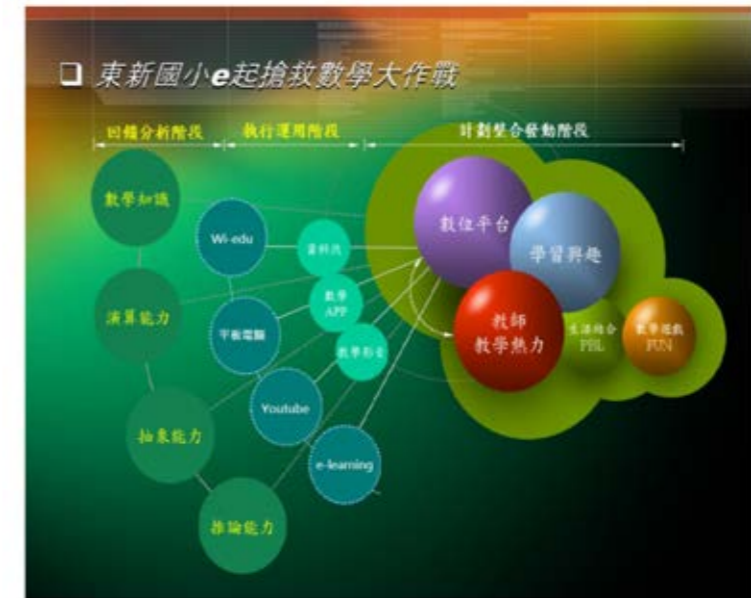 東新國小e起搶救數學大作戰
回饋分析階段
執行運用階段
計劃整合發動階段
數學知識
演算能力
抽象能力
推論能力
Wi-edu
平板電腦
Youtube
e-learning
資科市
數學
APP
數學影音
數位平台
學習興趣
教師
教學熱力
生活結合
PBL
數學遊戲
FUN